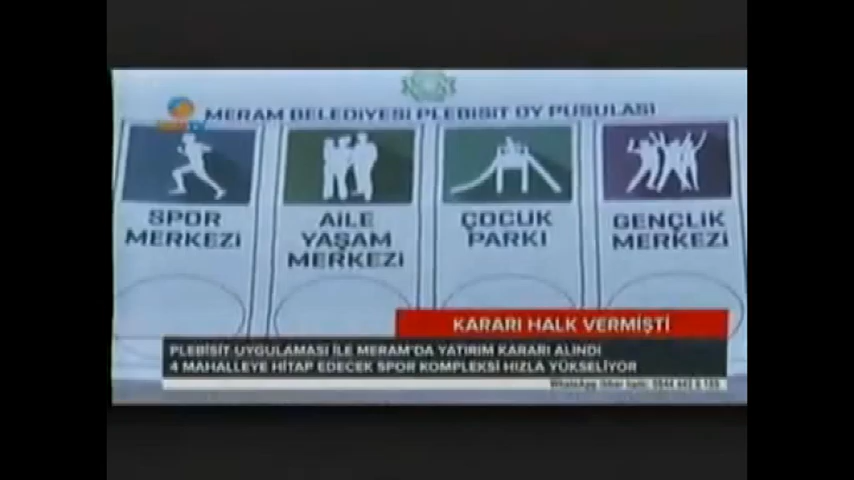 MERAM BELEDİYESİ PLEBİSİT OY PUSULASI
SPOR
MERKEZİ
AİLE
YAŞAM
MERKEZİ
ÇOCUK
PARKI
GENÇLİK
MERKEZİ
KARARI HALK VERMİŞTİ
PLEBİSİT UYGULAMASI İLE MERAM'DA YATIRIM KARARI ALINDI
4 MAHALLEYE HİTAP EDECEK SPOR KOMPLEKSİ HIZLA YÜKSELİYOR
WhatsApp